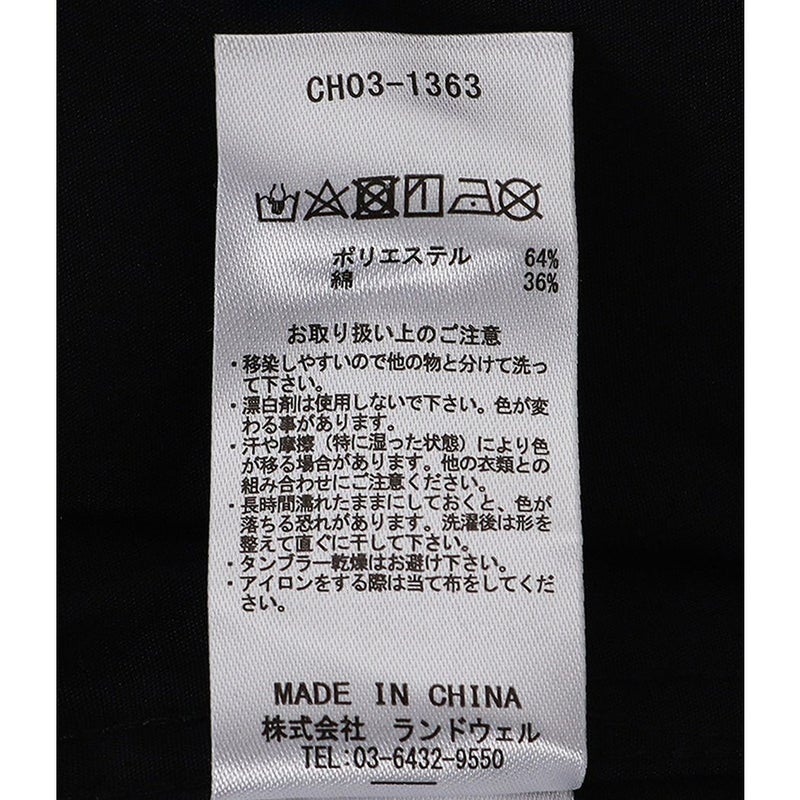 CH03-1363
ポリエステル 64%
綿 36%
お取り扱い上のご注意
・移染しやすいので他の物と分けて洗っ
て下さい。
・漂白剤は使用しないで下さい。色が変
わる事があります。
・汗や摩擦（特に湿った状態）により色
が移る場合があります。他の衣類との
組み合わせにご注意ください。
・長時間濡れたままにしておくと、色が
落ちる恐れがあります。洗濯後は形を
整えて直ぐに干して下さい。
・タンブラー乾燥はお避け下さい。
・アイロンをする際は当て布をしてくだ
さい。
MADE IN CHINA
株式会社 ランドウェル
TEL:03-6432-9550